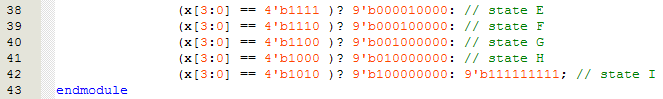 38 (x[3:0] == 4'b1111 )? 9'b000010000: // state E
39 (x[3:0] == 4'b1110 )? 9'b000100000: // state F
40 (x[3:0] == 4'b1100 )? 9'b001000000: // state G
41 (x[3:0] == 4'b1000 )? 9'b010000000: // state H
42 (x[3:0] == 4'b1010 )? 9'b100000000: 9'b111111111; // state I
43 endmodule